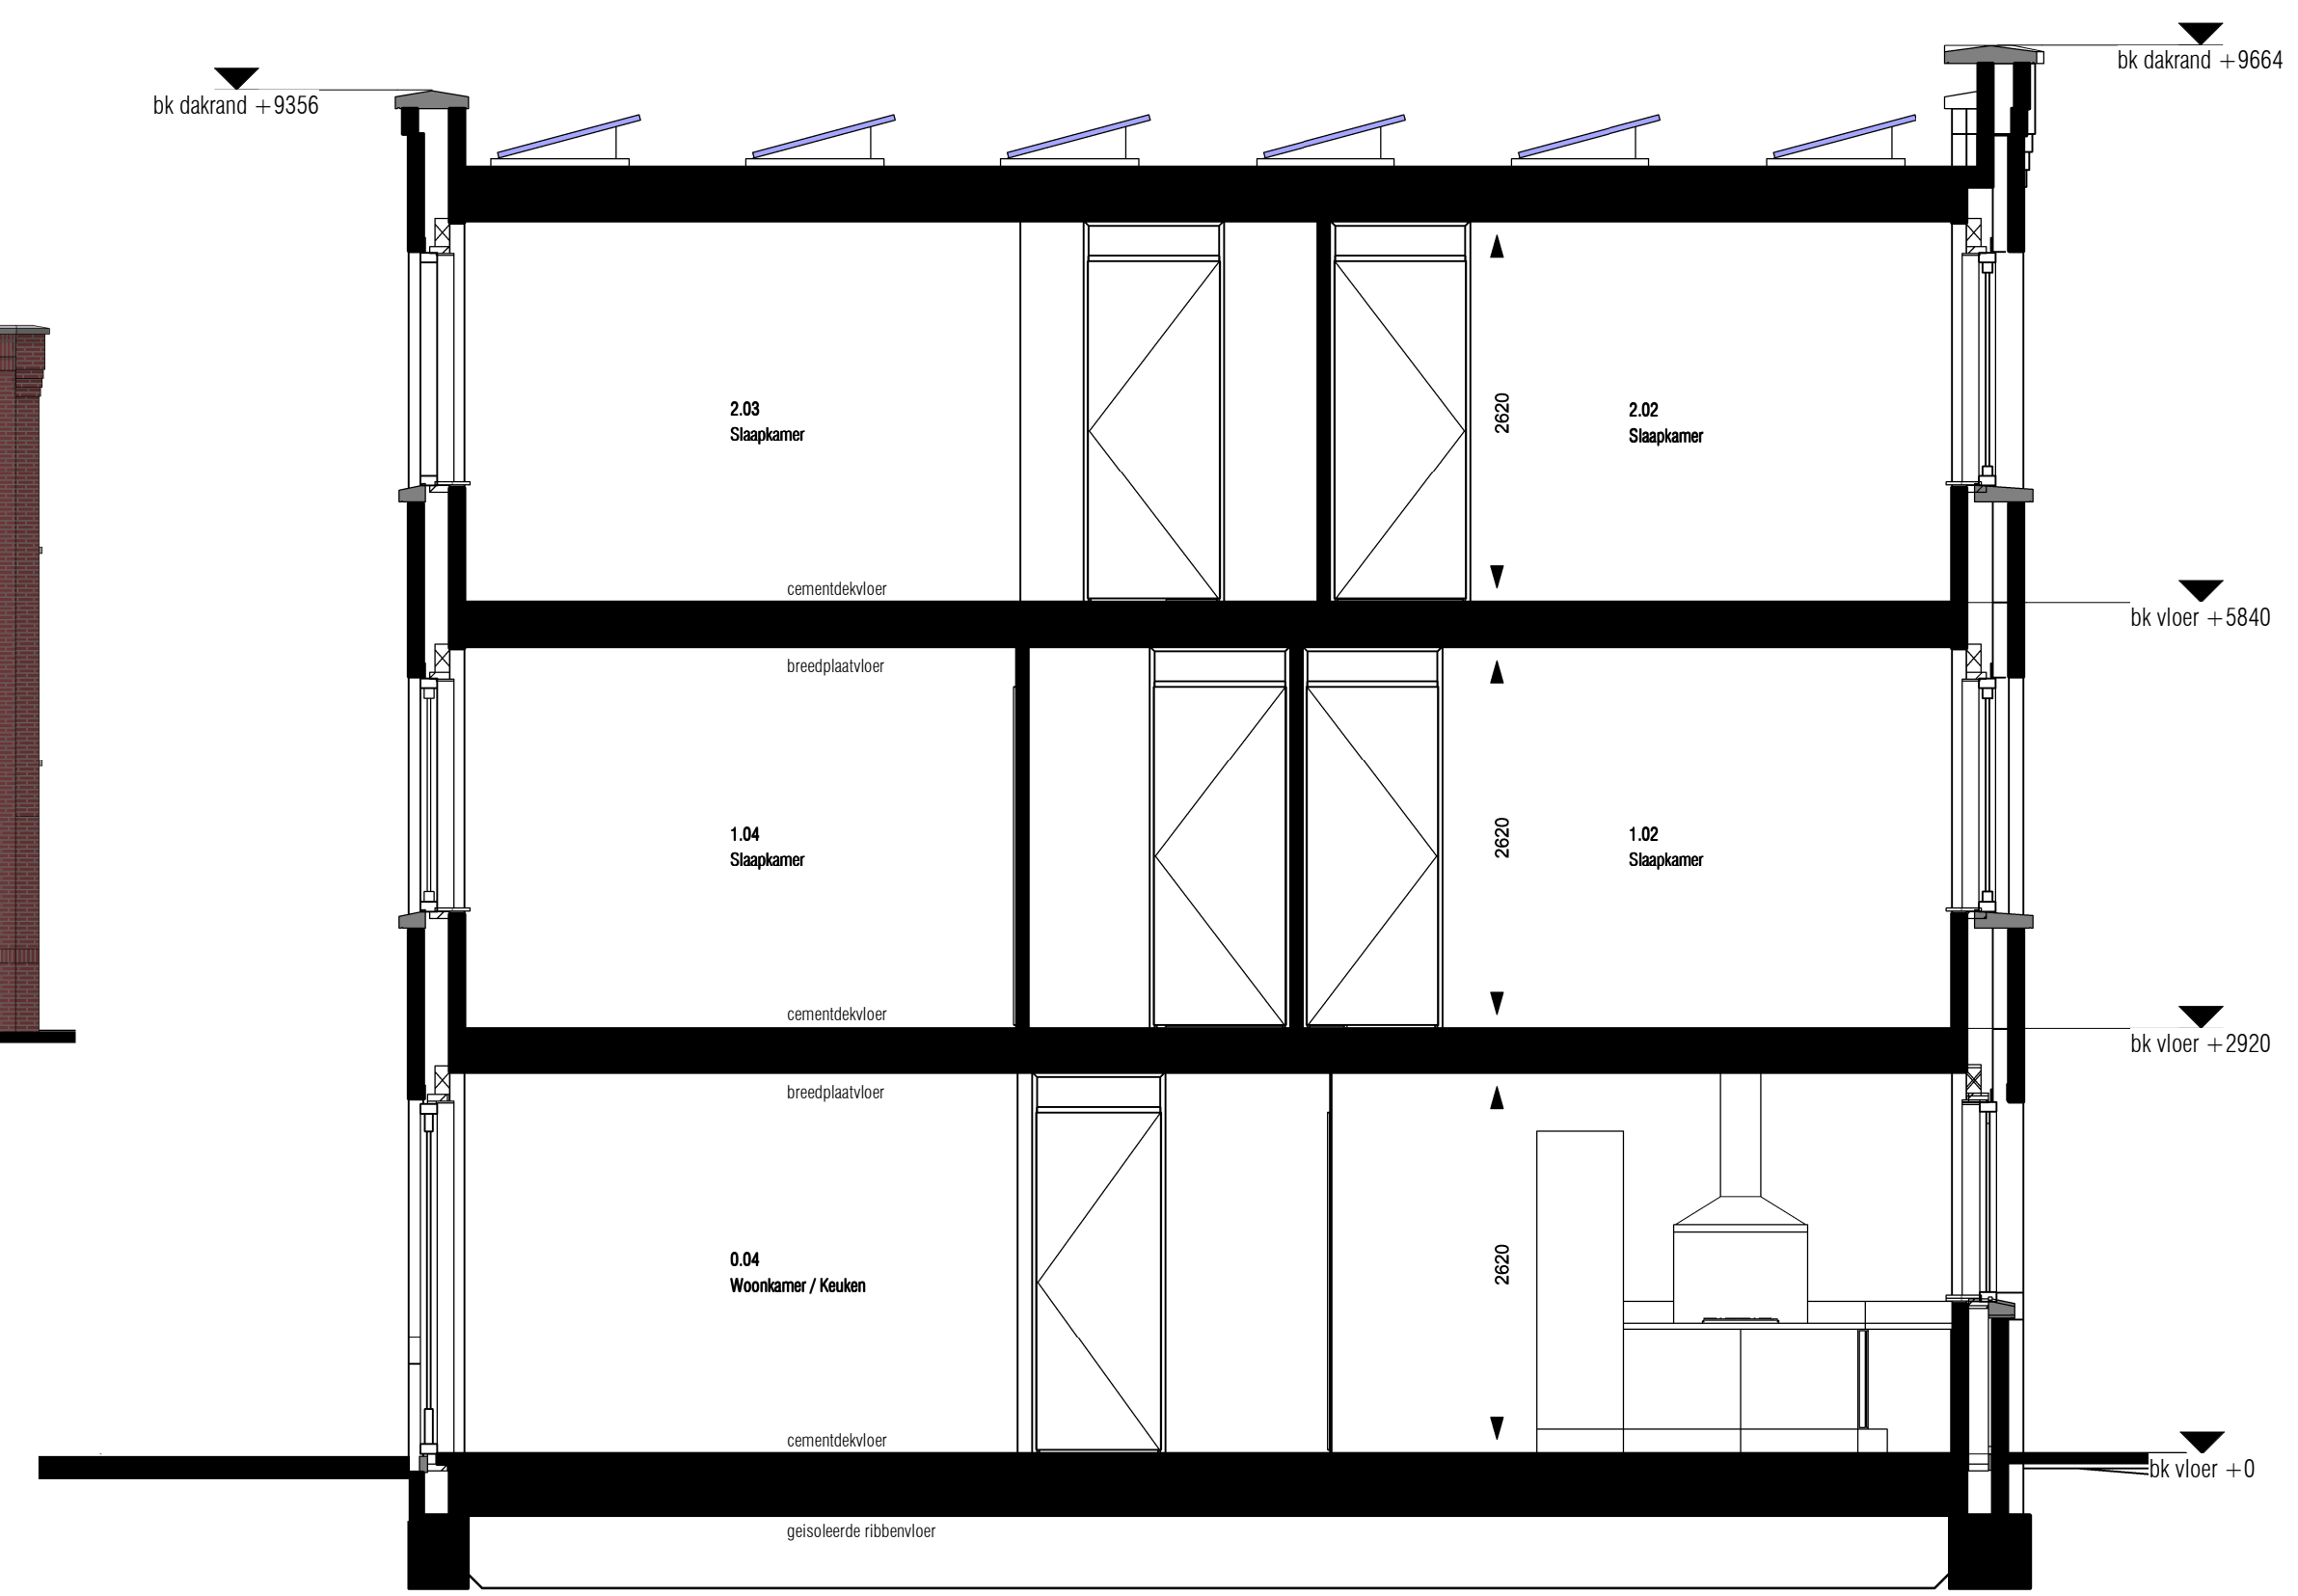 bk dakrand +9664
bk dakrand +9356
2.03
Slaapkamer
2620
2.02
Slaapkamer
cementdekvloer
bk vloer +5840
breedplaatvloer
1.04
Slaapkamer
2620
1.02
Slaapkamer
cementdekvloer
bk vloer +2920
breedplaatvloer
0.04
Woonkamer / Keuken
2620
cementdekvloer
bk vloer +0
geisoleerde ribbenvloer